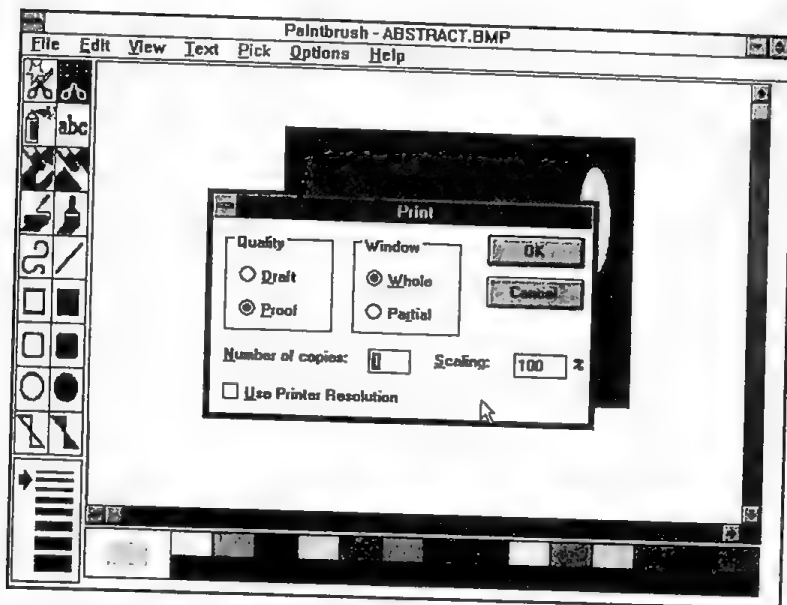 Paintbrush - ABSTRACT.BMP
File Edit View Text Pick Options Help
abc
Print
Quality
Draft
Proof
Window
Whole
Partial
OK
Cancel
Number of copies: 1
Scaling: 100 %
Use Printer Resolution